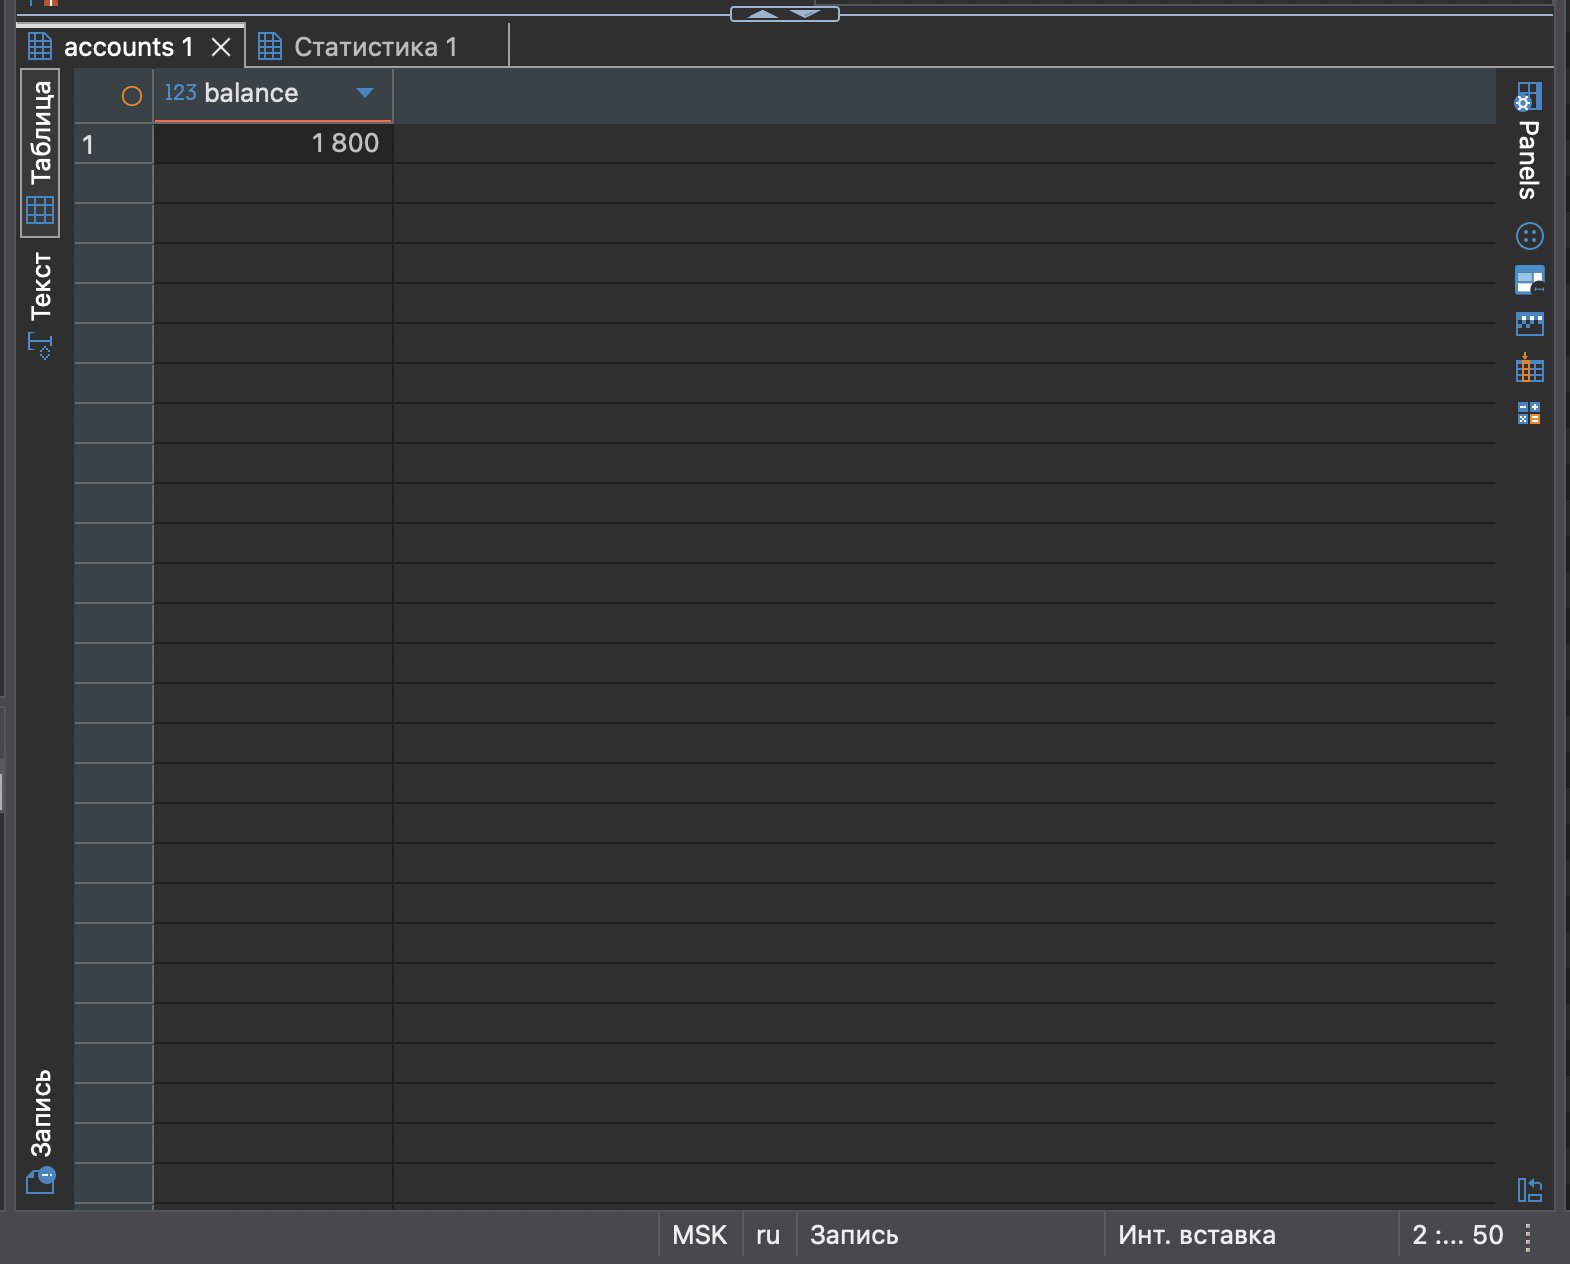 accounts 1
Статистика 1
Таблица
Текст
Запись
123 balance
1
1 800
Panels
MSK
ru
Запись
Инт. вставка
2 :... 50